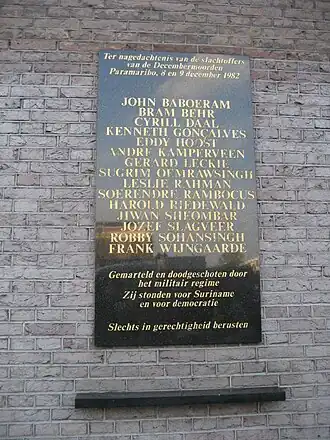 Ter nagedachtenis van de slachtoffers
van de Decembermoorden
Paramaribo, 8 en 9 december 1982
JOHN BABOERAM
BRAM BEHR
CYRILL DAAL
KENNETH GONÇALVES
EDDY HOOST
ANDRÉ KAMPERVEEN
GERARD LECKIE
SUGRIM OEMRAWSINGH
LESLIE RAHMAN
SOERENDRE RAMBOCUS
HAROLD RIEDEWALD
JIWAN SHEOMBAR
JOZEF SLAGVEER
ROBBY SOHANSINGH
FRANK WIJNGAARDE
Gemarteld en doodgeschoten door
het militair regime
Zij stonden voor Suriname
en voor democratie
Slechts in gerechtigheid berusten